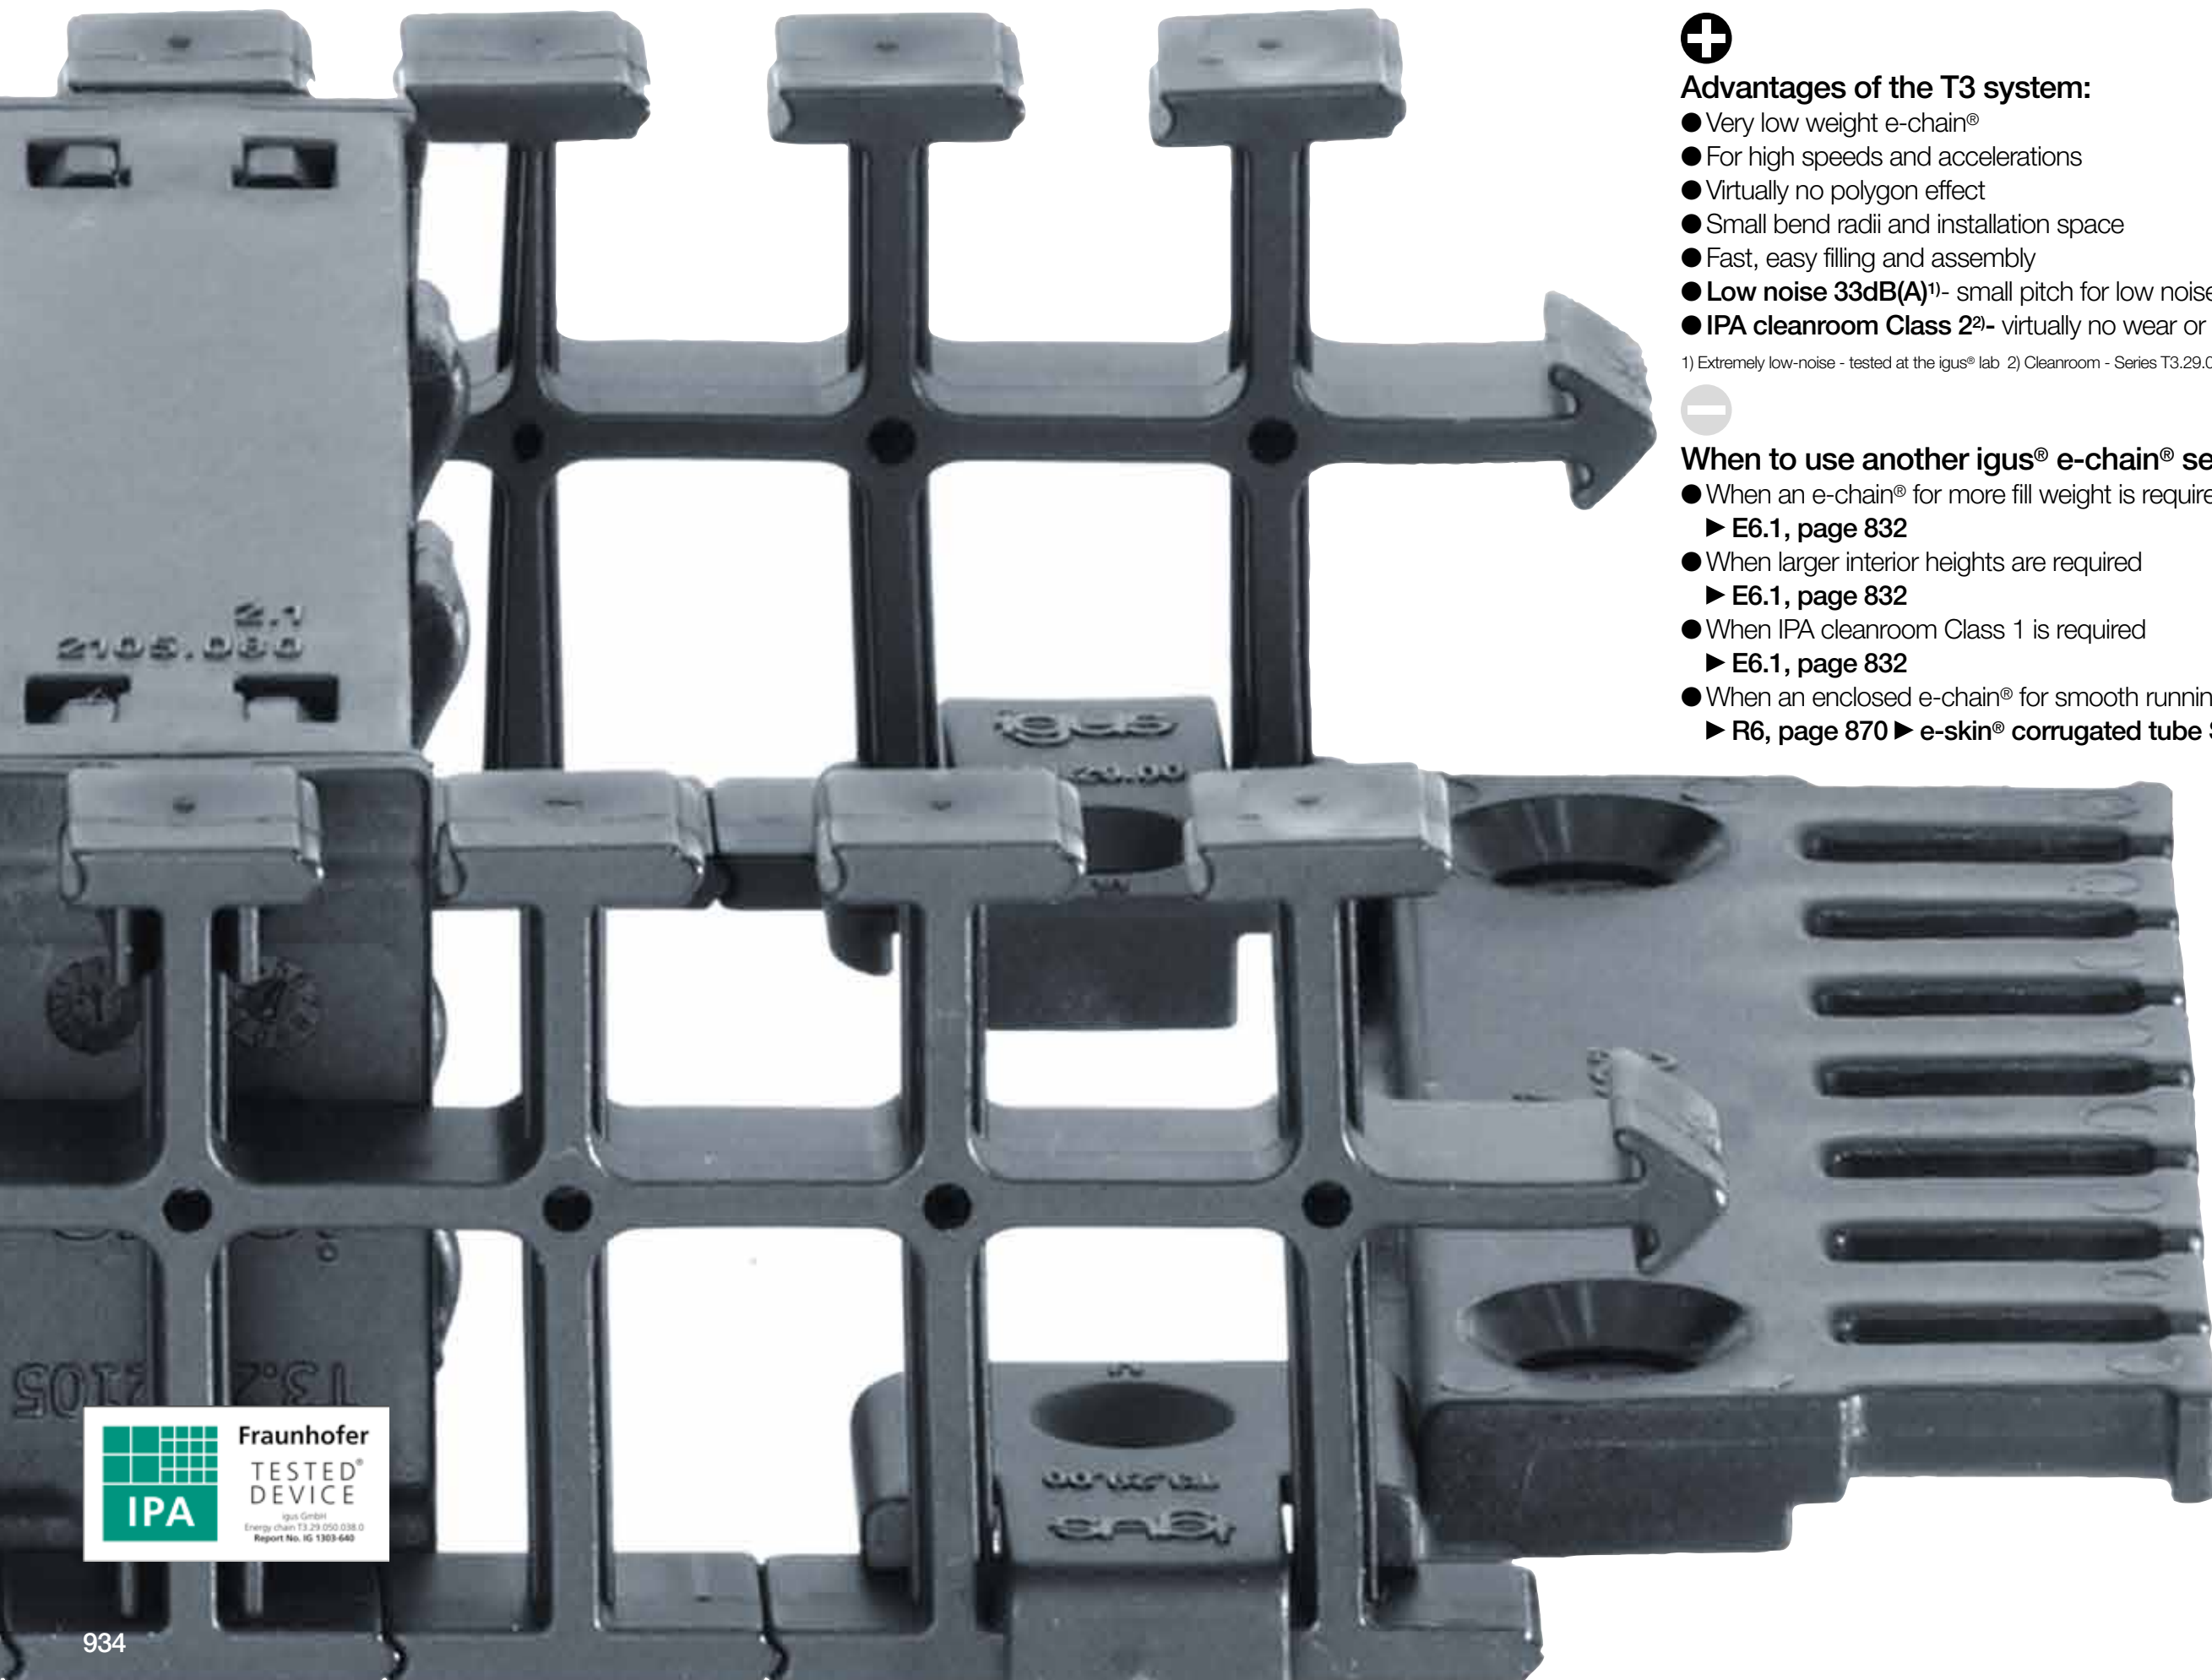 Advantages of the T3 system:
● Very low weight e-chain®
● For high speeds and accelerations
● Virtually no polygon effect
● Small bend radii and installation space
● Fast, easy filling and assembly
● Low noise 33dB(A)¹⁾- small pitch for low noise
● IPA cleanroom Class 2²⁾- virtually no wear or
1) Extremely low-noise - tested at the igus® lab 2) Cleanroom - Series T3.29.0
When to use another igus® e-chain® se
● When an e-chain® for more fill weight is require
► E6.1, page 832
● When larger interior heights are required
► E6.1, page 832
● When IPA cleanroom Class 1 is required
► E6.1, page 832
● When an enclosed e-chain® for smooth runnin
► R6, page 870 ► e-skin® corrugated tube S
2.1
2105.080
igus
2105
T3.2
igus
IPA
Fraunhofer
TESTED®
DEVICE
igus GmbH
Energy chain T3.29.050.038.0
Report No. IG 1303-640
934